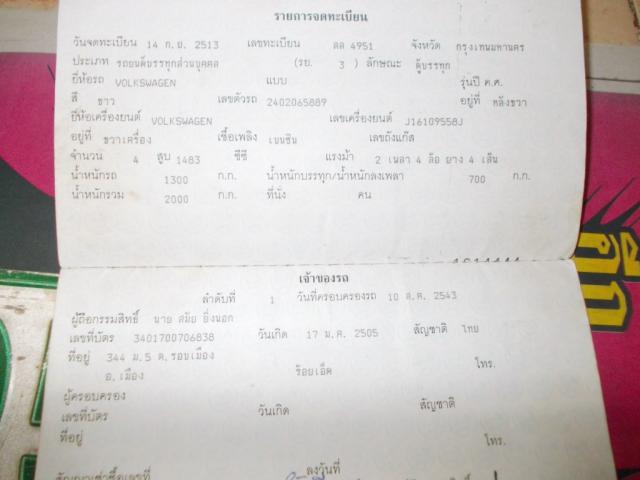 รายการจดทะเบียน
วันจดทะเบียน 14 ก.ย. 2513 เลขทะเบียน ตล 4951 จังหวัด กรุงเทพมหานคร
ประเภท รถยนต์บรรทุกส่วนบุคคล (รย. 3 ) ลักษณะ ตู้บรรทุก
ยี่ห้อรถ VOLKSWAGEN แบบ รุ่นปี ค.ศ.
สี ขาว เลขตัวรถ 2402065889 อยู่ที่ หลังขวา
ยี่ห้อเครื่องยนต์ VOLKSWAGEN เลขเครื่องยนต์ J16109558J
อยู่ที่ ขวาเครื่อง เชื้อเพลิง เบนซิน เลขถังแก๊ส
จำนวน 4 สูบ 1483 ซีซี แรงม้า 2 เพลา 4 ล้อ ยาง 4 เส้น
น้ำหนักรถ 1300 ก.ก. น้ำหนักบรรทุก/น้ำหนักลงเพลา 700 ก.ก.
น้ำหนักรวม 2000 ก.ก. ที่นั่ง คน
เจ้าของรถ
ลำดับที่ 1 วันที่ครอบครองรถ 10 ส.ค. 2543
ผู้ถือกรรมสิทธิ์ นาย สมัย ยิ่งนอก
เลขที่บัตร 3401700706838 วันเกิด 17 ม.ค. 2505 สัญชาติ ไทย
ที่อยู่ 344 ม.5 ต.รอบเมือง
อ.เมือง ร้อยเอ็ด โทร.
ผู้ครอบครอง
เลขที่บัตร วันเกิด สัญชาติ
ที่อยู่ โทร.
สัญญาเช่าซื้อเลขที่ ลงวันที่